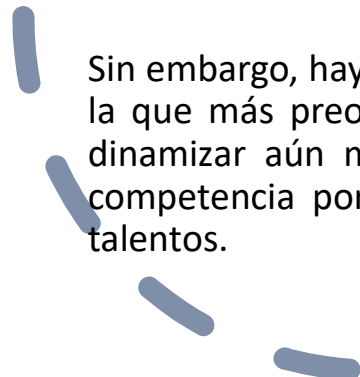 Sin embargo, hay
la que más preo
dinamizar aún m
competencia por
talentos.